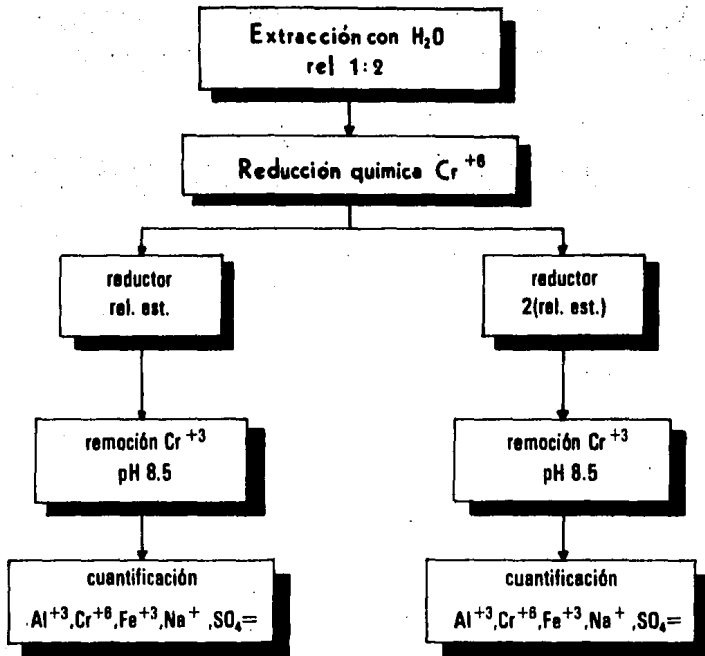 Extracción con H₂O
rel 1:2
Reducción quimica Cr⁺⁶
reductor
rel. est.
reductor
2(rel. est.)
remoción Cr⁺³
pH 8.5
remoción Cr⁺³
pH 8.5
cuantificación
Al⁺³,Cr⁺⁶,Fe⁺³,Na⁺ ,SO₄=
cuantificación
Al⁺³,Cr⁺⁶,Fe⁺³,Na⁺ ,SO₄=